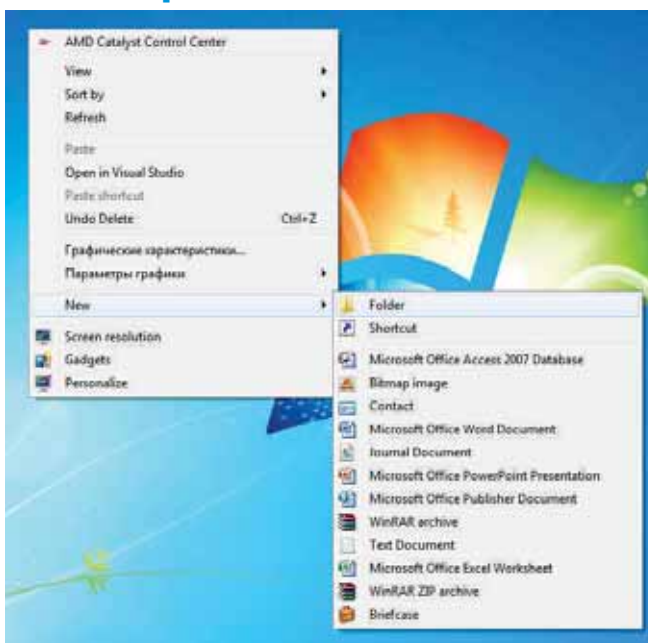 AMD Catalyst Control Center
View
Sort by
Refresh
Paste
Open in Visual Studio
Paste shortcut
Undo Delete Ctrl+Z
Графические характеристики...
Параметры графики
New
Screen resolution
Gadgets
Personalize
Folder
Shortcut
Microsoft Office Access 2007 Database
Bitmap image
Contact
Microsoft Office Word Document
Journal Document
Microsoft Office PowerPoint Presentation
Microsoft Office Publisher Document
WinRAR archive
Text Document
Microsoft Office Excel Worksheet
WinRAR ZIP archive
Briefcase